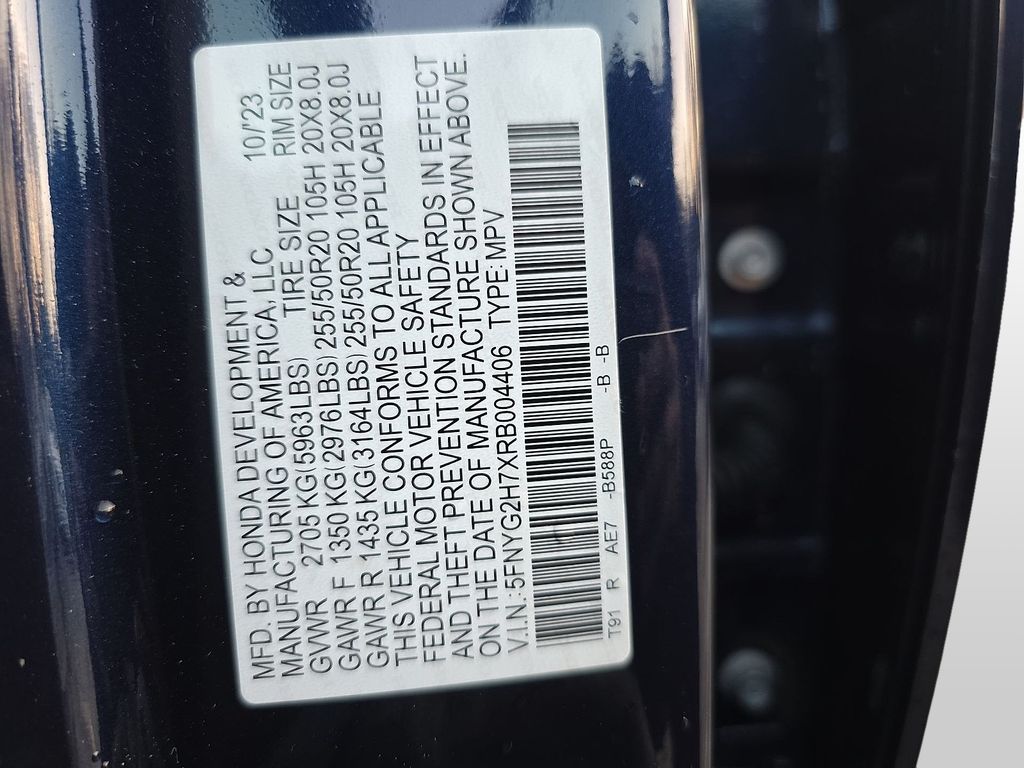 MFD. BY HONDA DEVELOPMENT &
MANUFACTURING OF AMERICA, LLC 10/'23
GVWR 2705 KG(5963LBS) TIRE SIZE RIM SIZE
GAWR F 1350 KG(2976LBS) 255/50R20 105H 20X8.0J
GAWR R 1435 KG(3164LBS) 255/50R20 105H 20X8.0J
THIS VEHICLE CONFORMS TO ALL APPLICABLE
FEDERAL MOTOR VEHICLE SAFETY
AND THEFT PREVENTION STANDARDS IN EFFECT
ON THE DATE OF MANUFACTURE SHOWN ABOVE.
V.I.N.:5FNYG2H7XRB004406 TYPE:MPV
T91 R AE7 -B588P -B -B